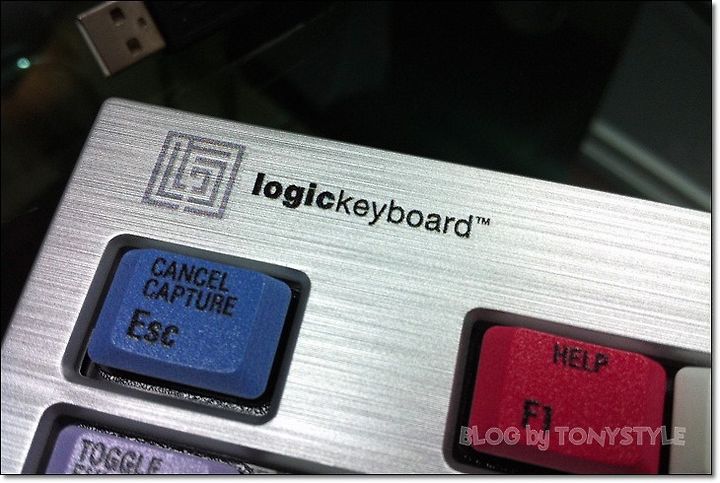 logickeyboard™
CANCEL
CAPTURE
Esc
HELP
F1
TOGGLE
BLOG by TONYSTYLE